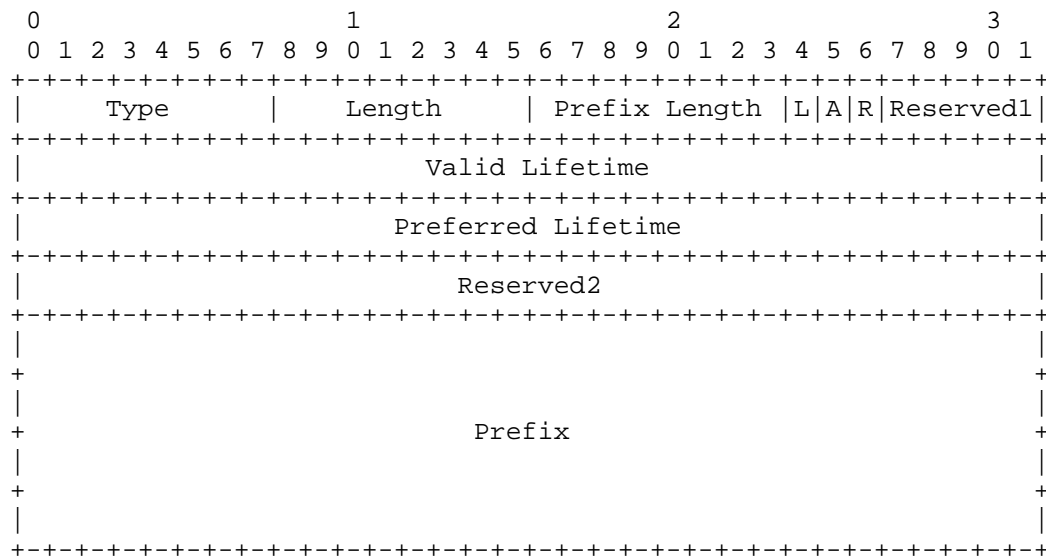 0                   1                   2                   3
 0 1 2 3 4 5 6 7 8 9 0 1 2 3 4 5 6 7 8 9 0 1 2 3 4 5 6 7 8 9 0 1
+-+-+-+-+-+-+-+-+-+-+-+-+-+-+-+-+-+-+-+-+-+-+-+-+-+-+-+-+-+-+-+-+
|     Type      |    Length     | Prefix Length |L|A|R|Reserved1|
+-+-+-+-+-+-+-+-+-+-+-+-+-+-+-+-+-+-+-+-+-+-+-+-+-+-+-+-+-+-+-+-+
|                         Valid Lifetime                        |
+-+-+-+-+-+-+-+-+-+-+-+-+-+-+-+-+-+-+-+-+-+-+-+-+-+-+-+-+-+-+-+-+
|                       Preferred Lifetime                      |
+-+-+-+-+-+-+-+-+-+-+-+-+-+-+-+-+-+-+-+-+-+-+-+-+-+-+-+-+-+-+-+-+
|                           Reserved2                           |
+-+-+-+-+-+-+-+-+-+-+-+-+-+-+-+-+-+-+-+-+-+-+-+-+-+-+-+-+-+-+-+-+
|                                                               |
+                                                               +
|                                                               |
+                            Prefix                             +
|                                                               |
+                                                               +
|                                                               |
+-+-+-+-+-+-+-+-+-+-+-+-+-+-+-+-+-+-+-+-+-+-+-+-+-+-+-+-+-+-+-+-+